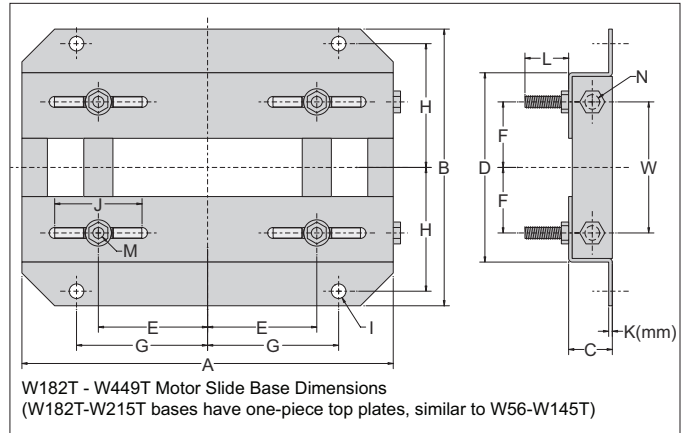 L
N
H
F
J
B
D
W
F
H
M
E
E
I
G
G
K(mm)
A
C
W182T - W449T Motor Slide Base Dimensions
(W182T-W215T bases have one-piece top plates, similar to W56-W145T)